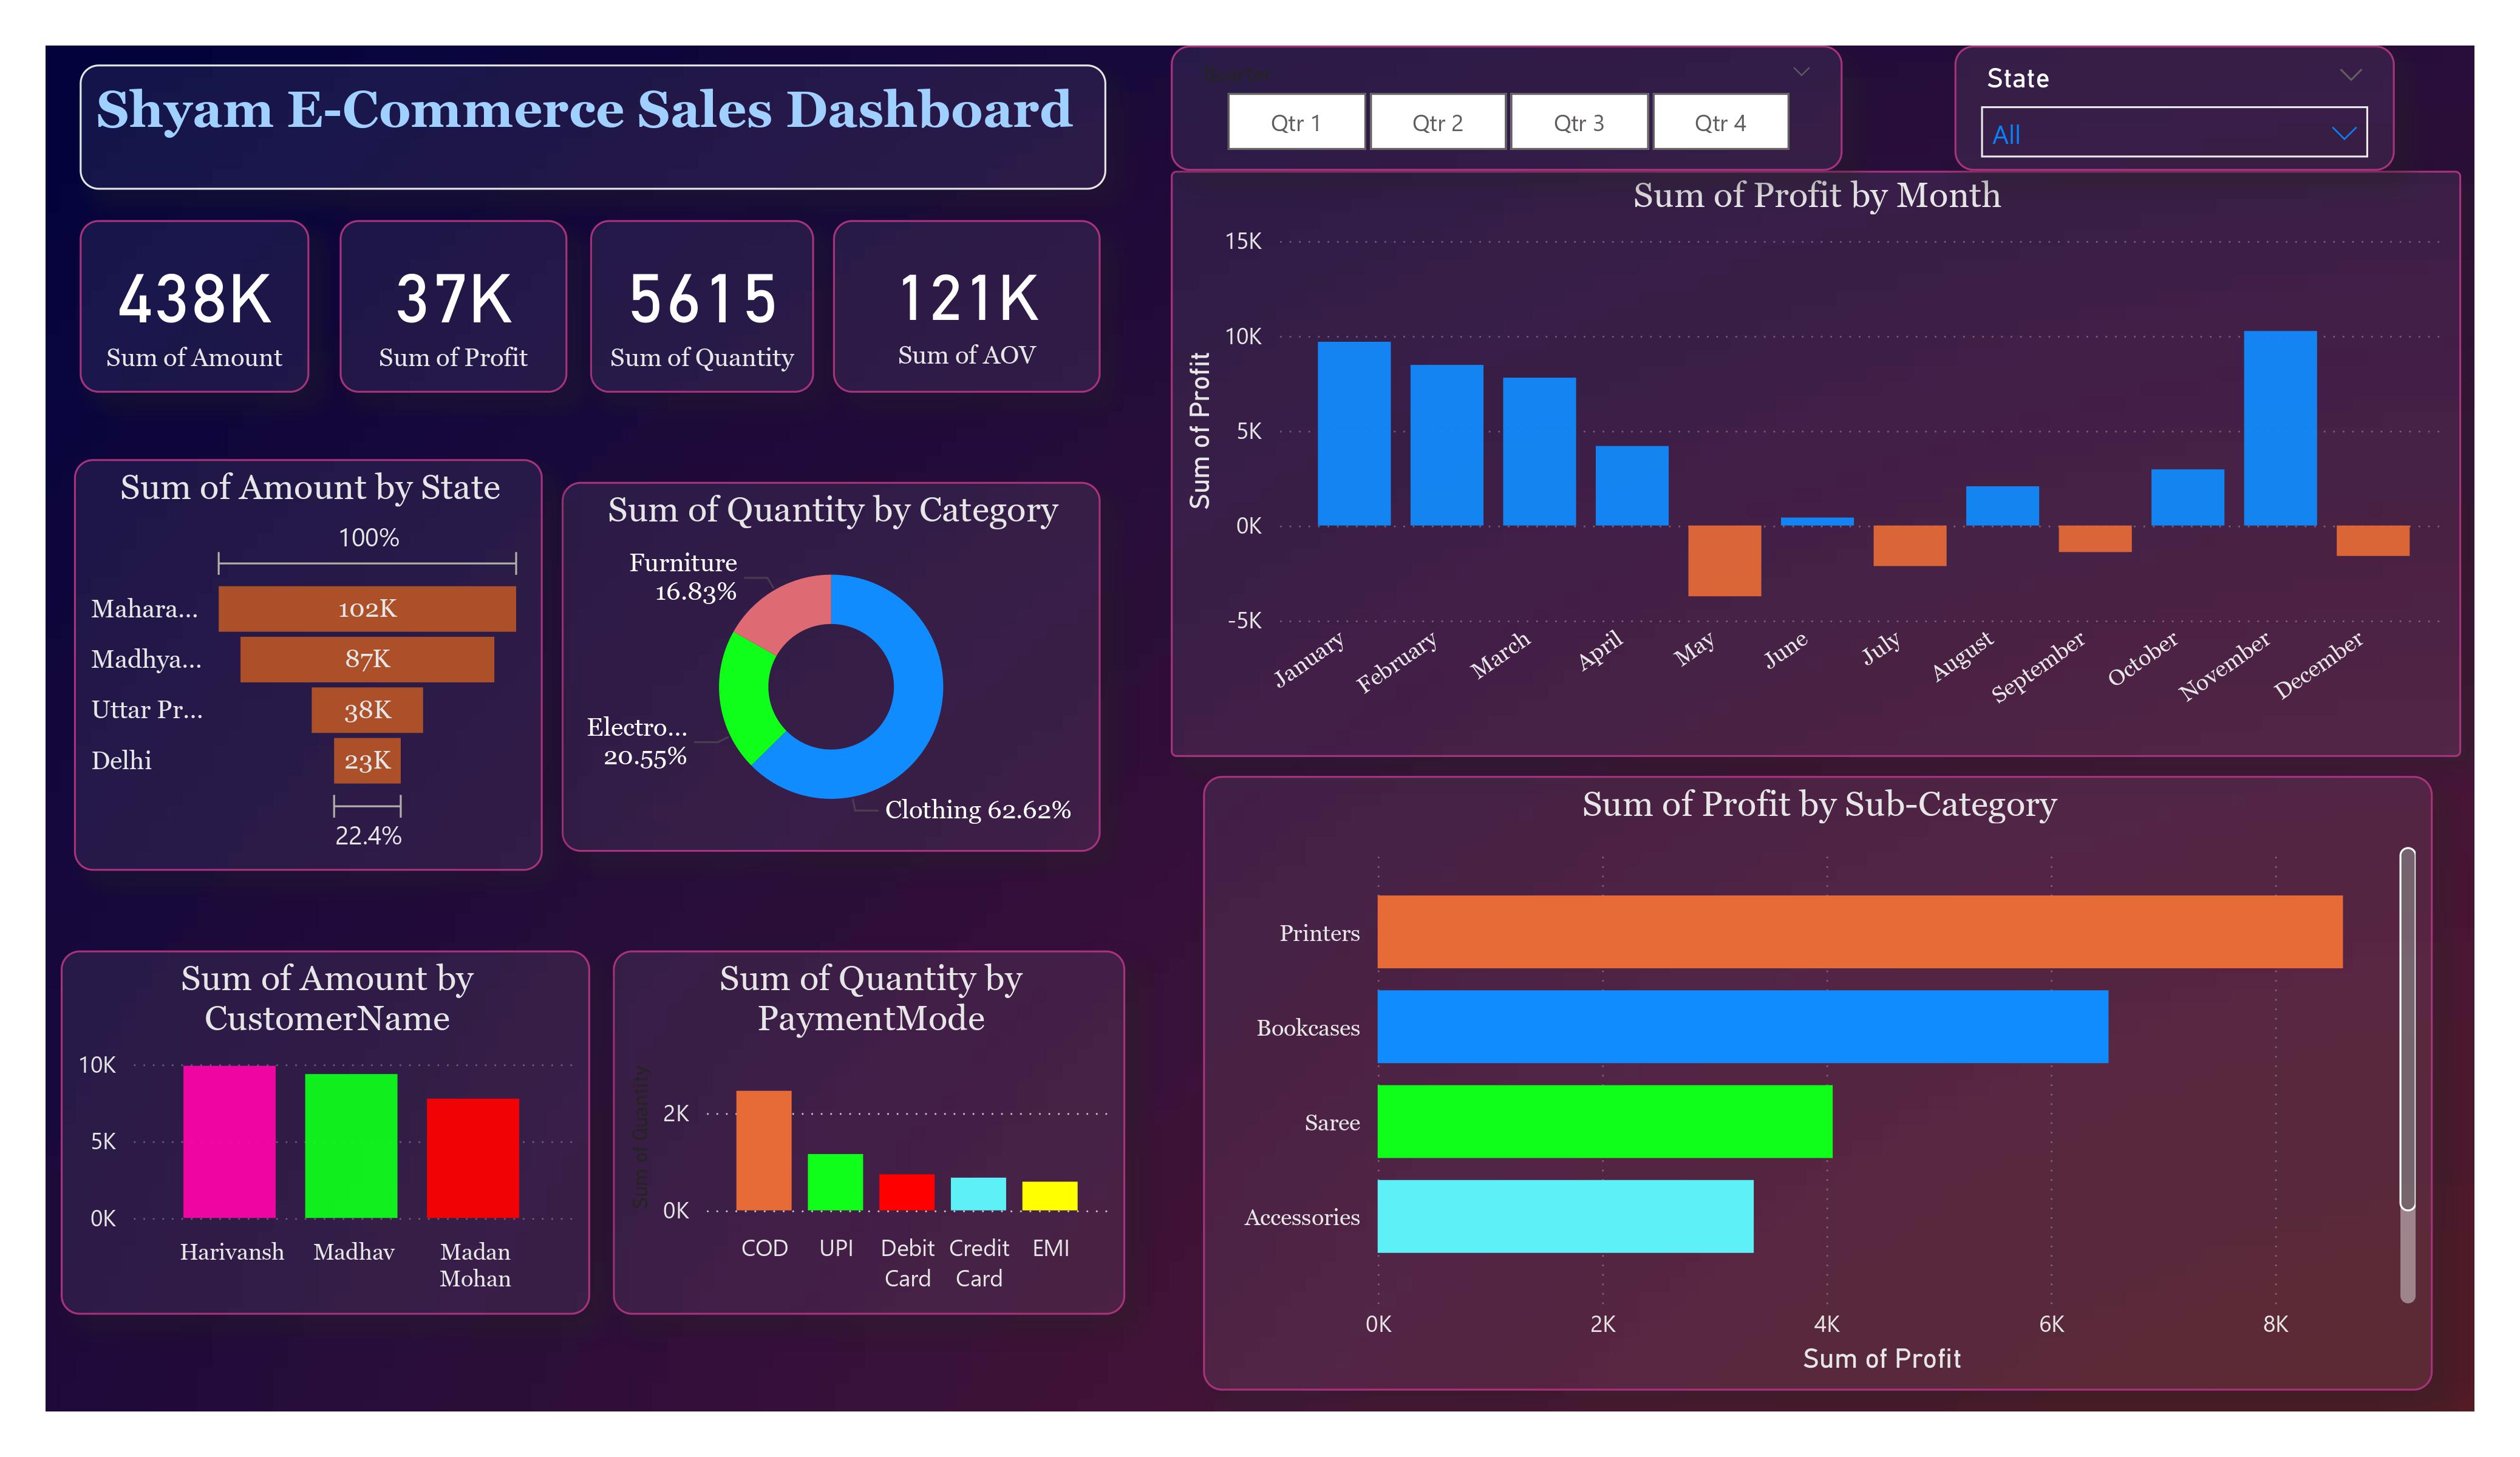 Shyam E-Commerce Sales Dashboard
Qtr 1
Qtr 2
Qtr 3
Qtr 4
State
All
438K
Sum of Amount
37K
Sum of Profit
5615
Sum of Quantity
121K
Sum of AOV
Sum of Profit by Month
Sum of Profit
15K
10K
5K
0K
-5K
January
February
March
April
May
June
July
August
September
October
November
December
Sum of Amount by State
100%
Mahara... 102K
Madhya... 87K
Uttar Pr... 38K
Delhi 23K
22.4%
Sum of Quantity by Category
Furniture
16.83%
Electro...
20.55%
Clothing 62.62%
Sum of Amount by
CustomerName
10K
5K
0K
Harivansh
Madhav
Madan
Mohan
Sum of Quantity by
PaymentMode
Sum of Quantity
2K
0K
COD
UPI
Debit
Card
Credit
Card
EMI
Sum of Profit by Sub-Category
Printers
Bookcases
Saree
Accessories
0K
2K
4K
6K
8K
Sum of Profit